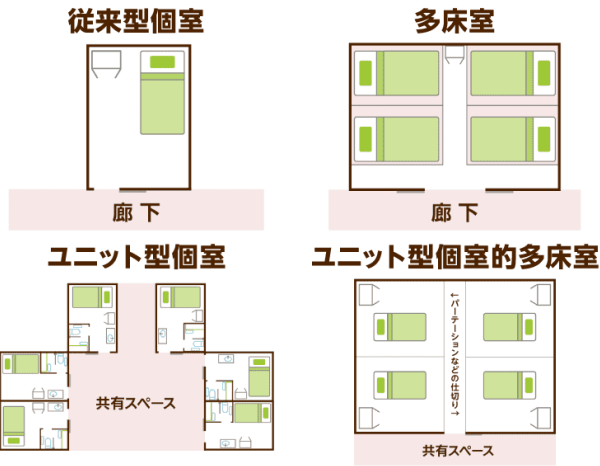 従来型個室
多床室
廊下
廊下
ユニット型個室
ユニット型個室的多床室
共有スペース
←パーテーションなどの仕切り→
共有スペース